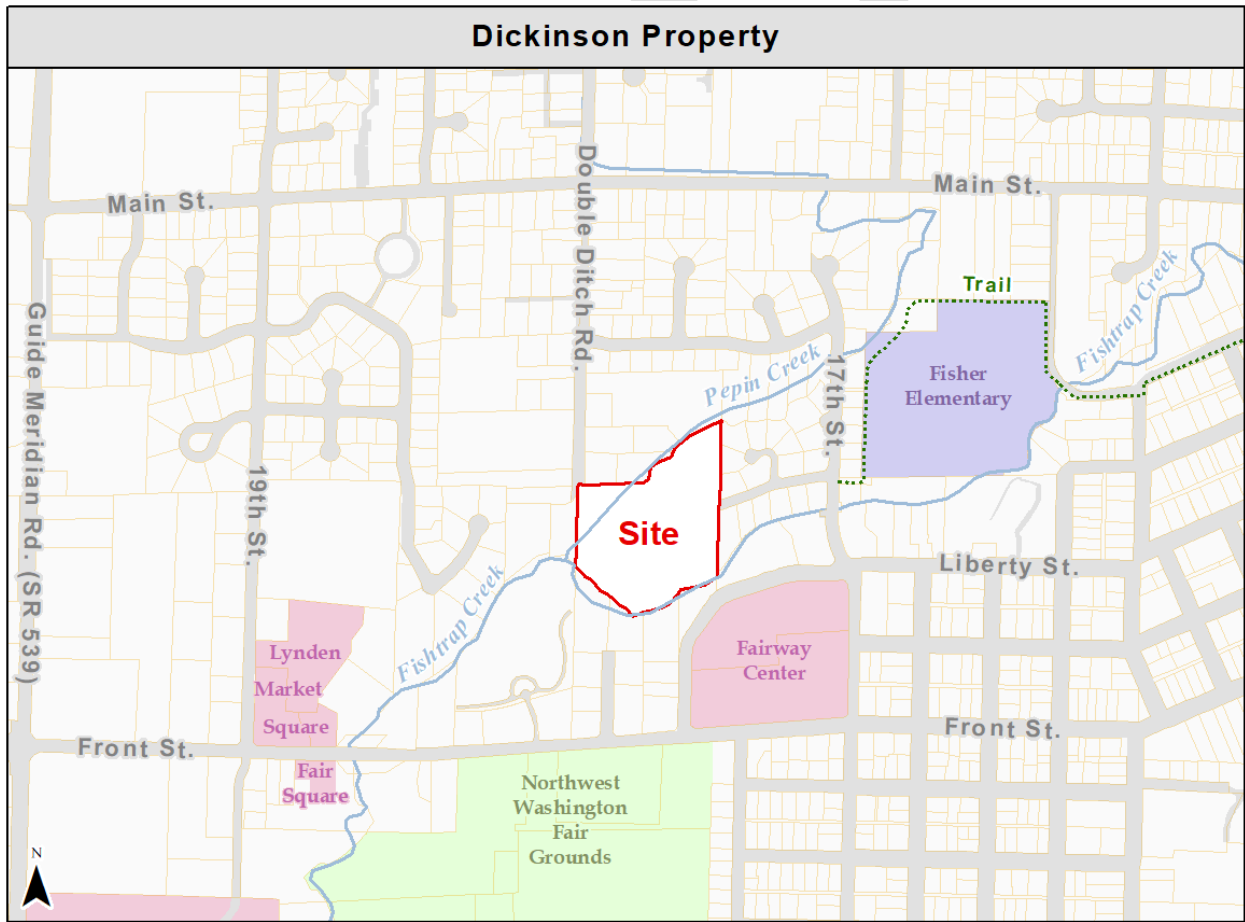 Dickinson Property
Double Ditch Rd.
Main St.
Main St.
Trail
Fishtrap Creek
Guide Meridian Rd. (SR 539)
Pepin Creek
17th St.
Fisher
Elementary
19th St.
Site
Liberty St.
Fishtrap Creek
Lynden
Market
Square
Fairway
Center
Front St.
Front St.
Fair
Square
Northwest
Washington
Fair
Grounds
N